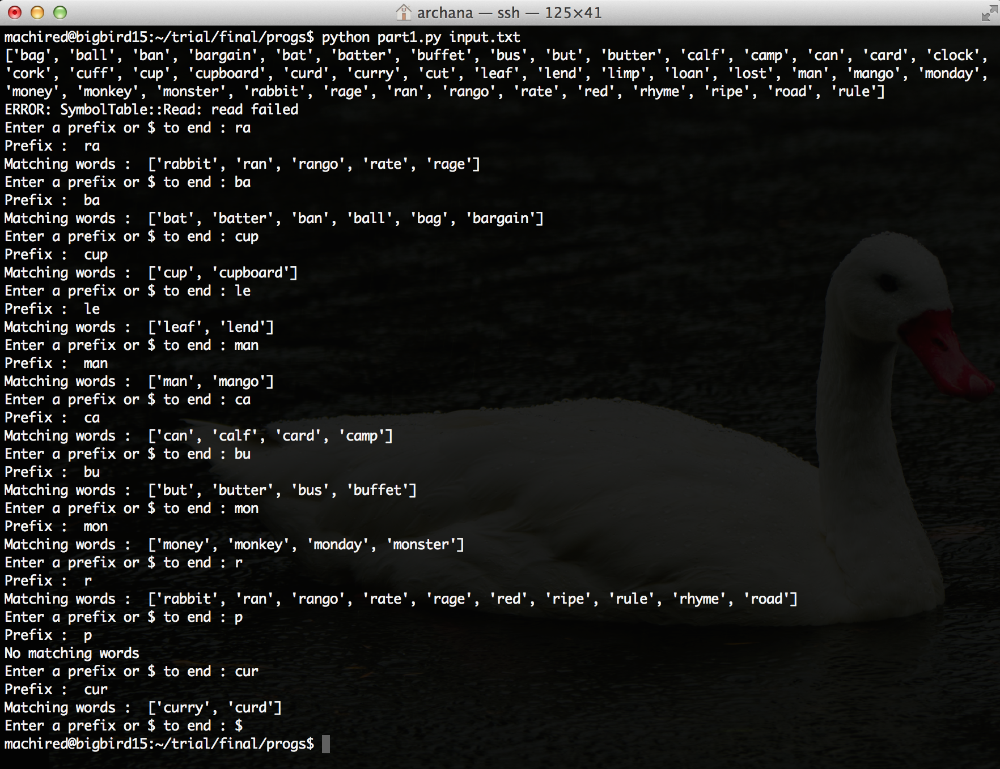 archana — ssh — 125×41
machired@bigbird15:~/trial/final/progs$ python part1.py input.txt
['bag', 'ball', 'ban', 'bargain', 'bat', 'batter', 'buffet', 'bus', 'but', 'butter', 'calf', 'camp', 'can', 'card', 'clock',
'cork', 'cuff', 'cup', 'cupboard', 'curd', 'curry', 'cut', 'leaf', 'lend', 'limp', 'loan', 'lost', 'man', 'mango', 'monday',
'money', 'monkey', 'monster', 'rabbit', 'rage', 'ran', 'rango', 'rate', 'red', 'rhyme', 'ripe', 'road', 'rule']
ERROR: SymbolTable::Read: read failed
Enter a prefix or $ to end : ra
Prefix :  ra
Matching words :  ['rabbit', 'ran', 'rango', 'rate', 'rage']
Enter a prefix or $ to end : ba
Prefix :  ba
Matching words :  ['bat', 'batter', 'ban', 'ball', 'bag', 'bargain']
Enter a prefix or $ to end : cup
Prefix :  cup
Matching words :  ['cup', 'cupboard']
Enter a prefix or $ to end : le
Prefix :  le
Matching words :  ['leaf', 'lend']
Enter a prefix or $ to end : man
Prefix :  man
Matching words :  ['man', 'mango']
Enter a prefix or $ to end : ca
Prefix :  ca
Matching words :  ['can', 'calf', 'card', 'camp']
Enter a prefix or $ to end : bu
Prefix :  bu
Matching words :  ['but', 'butter', 'bus', 'buffet']
Enter a prefix or $ to end : mon
Prefix :  mon
Matching words :  ['money', 'monkey', 'monday', 'monster']
Enter a prefix or $ to end : r
Prefix :  r
Matching words :  ['rabbit', 'ran', 'rango', 'rate', 'rage', 'red', 'ripe', 'rule', 'rhyme', 'road']
Enter a prefix or $ to end : p
Prefix :  p
No matching words
Enter a prefix or $ to end : cur
Prefix :  cur
Matching words :  ['curry', 'curd']
Enter a prefix or $ to end : $
machired@bigbird15:~/trial/final/progs$